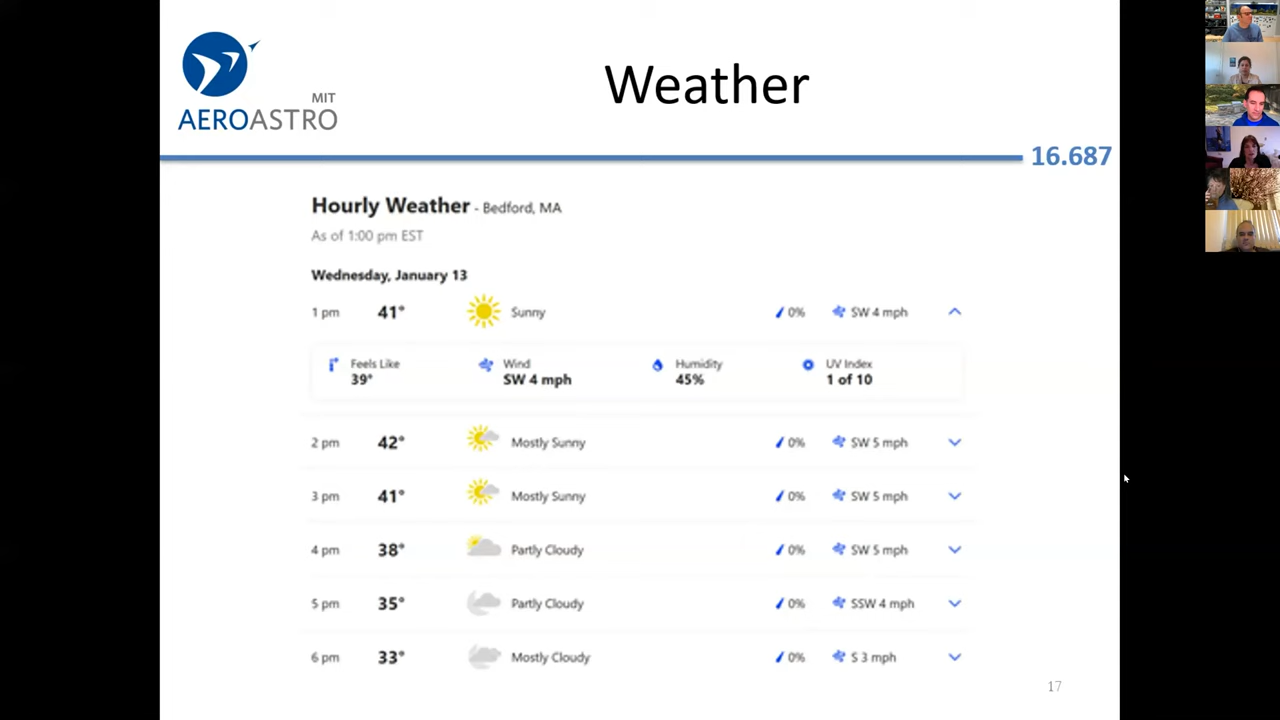 MIT
AEROASTRO
Weather
16.687
Hourly Weather - Bedford, MA
As of 1:00 pm EST
Wednesday, January 13
1 pm 41° Sunny 0% SW 4 mph
Feels Like Wind Humidity UV Index
39° SW 4 mph 45% 1 of 10
2 pm 42° Mostly Sunny 0% SW 5 mph
3 pm 41° Mostly Sunny 0% SW 5 mph
4 pm 38° Partly Cloudy 0% SW 5 mph
5 pm 35° Partly Cloudy 0% SSW 4 mph
6 pm 33° Mostly Cloudy 0% S 3 mph
17